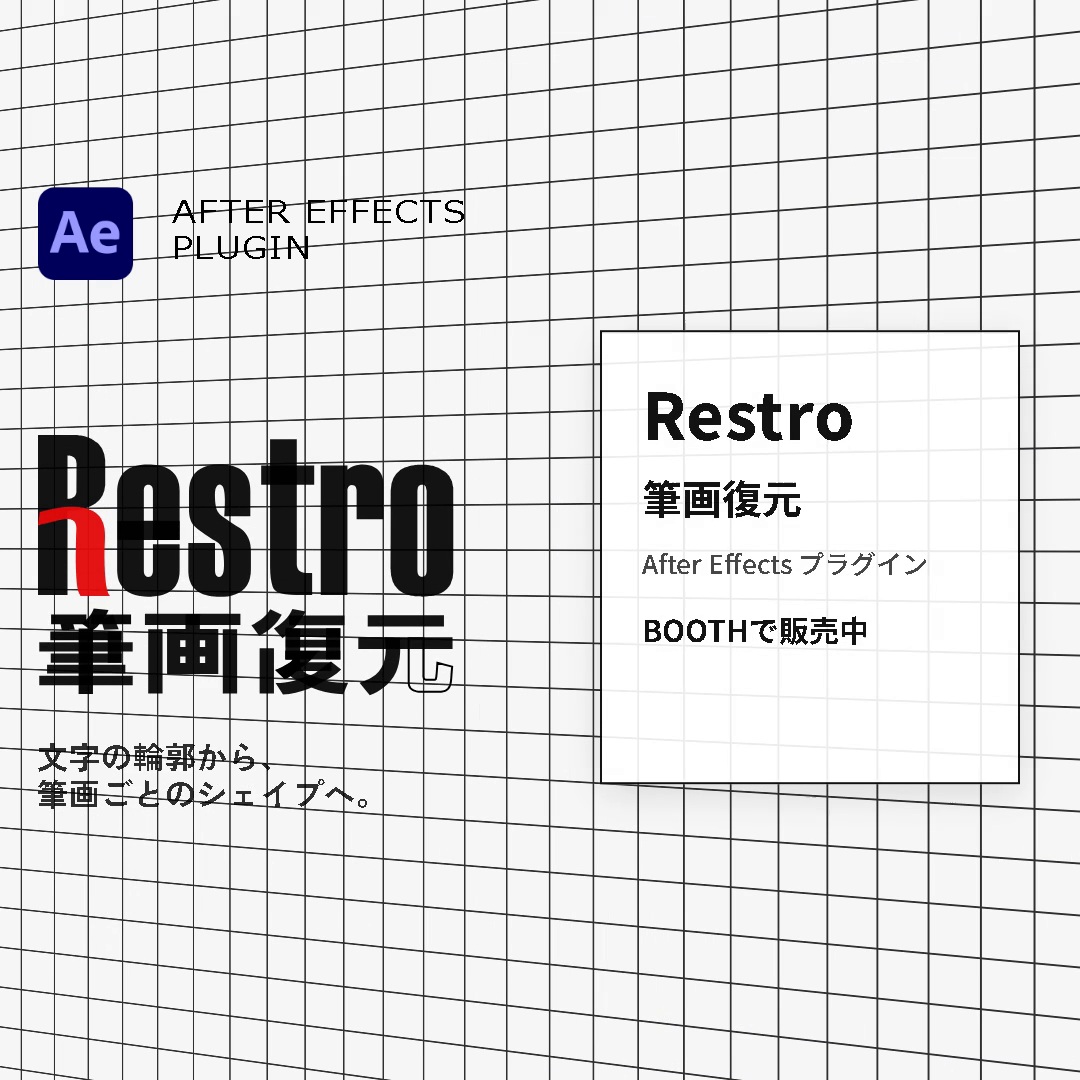 Ae
AFTER EFFECTS
PLUGIN
Restro
筆画復元
文字の輪郭から、
筆画ごとのシェイプへ。
Restro
筆画復元
After Effects プラグイン
BOOTHで販売中